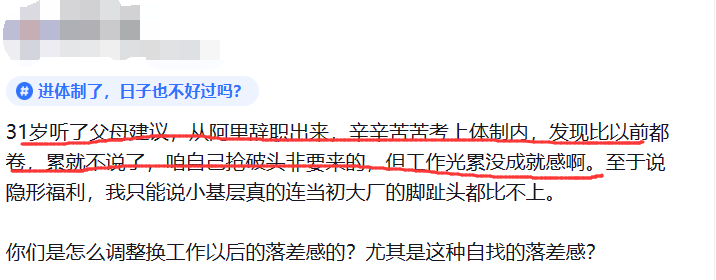 # 进体制了，日子也不好过吗？
31岁听了父母建议，从阿里辞职出来，辛辛苦苦考上体制内，发现比以前都
卷，累就不说了，咱自己抢破头非要来的，但工作光累没成就感啊。至于说
隐形福利，我只能说小基层真的连当初大厂的脚趾头都比不上。
你们是怎么调整换工作以后的落差感的？尤其是这种自找的落差感？